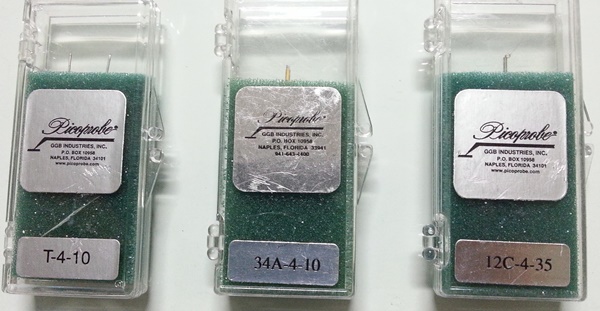 Picoprobe®
GGB INDUSTRIES, INC.
P.O. BOX 10958
NAPLES, FLORIDA 34101
www.picoprobe.com
T-4-10
Picoprobe®
GGB INDUSTRIES, INC.
P.O. BOX 10958
NAPLES, FLORIDA 33941
941-643-4400
34A-4-10
Picoprobe®
GGB INDUSTRIES, INC.
P.O. BOX 10958
NAPLES, FLORIDA 34101
www.picoprobe.com
12C-4-35